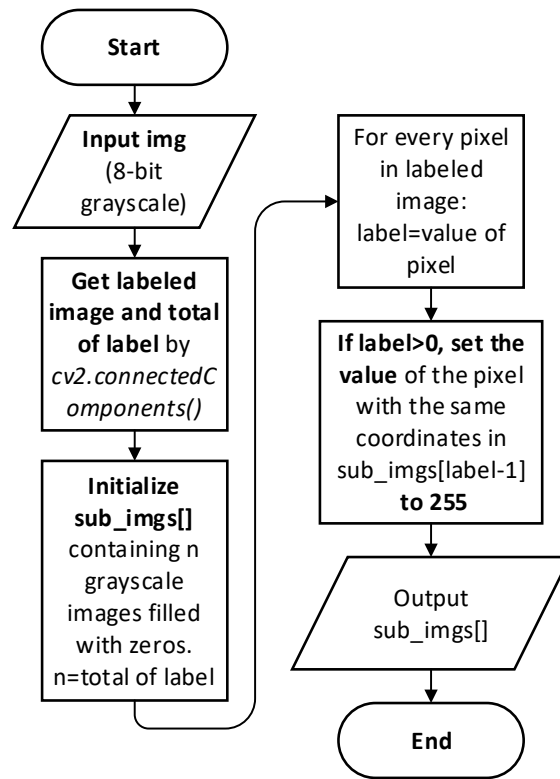 Start
Input img
(8-bit
grayscale)
Get labeled
image and total
of label by
cv2.connectedC
omponents()
Initialize
sub_imgs[]
containing n
grayscale
images filled
with zeros.
n=total of label
For every pixel
in labeled
image:
label=value of
pixel
If label>0, set the
value of the pixel
with the same
coordinates in
sub_imgs[label-1]
to 255
Output
sub_imgs[]
End